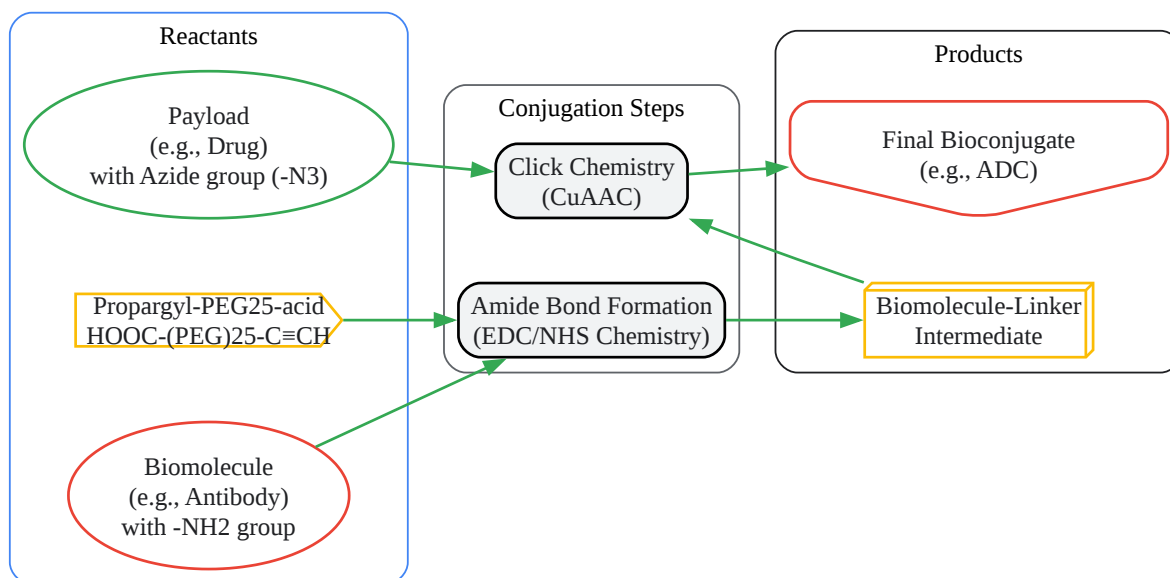 Reactants
Payload
(e.g., Drug)
with Azide group (-N3)
Propargyl-PEG25-acid
HOOC-(PEG)25-C≡CH
Biomolecule
(e.g., Antibody)
with -NH2 group
Conjugation Steps
Click Chemistry
(CuAAC)
Amide Bond Formation
(EDC/NHS Chemistry)
Products
Final Bioconjugate
(e.g., ADC)
Biomolecule-Linker
Intermediate